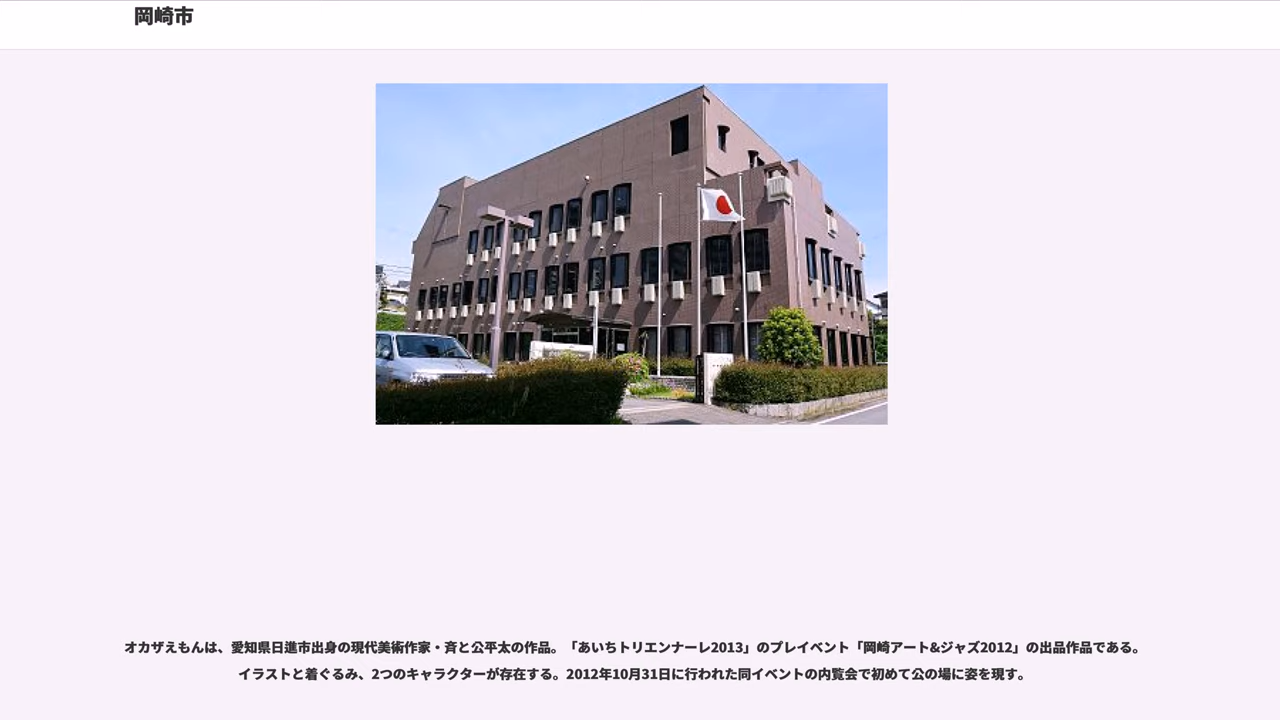 岡崎市
オカザえもんは、愛知県日進市出身の現代美術作家・斉と公平太の作品。「あいちトリエンナーレ2013」のプレイベント「岡崎アート&ジャズ2012」の出品作品である。
イラストと着ぐるみ、2つのキャラクターが存在する。2012年10月31日に行われた同イベントの内覧会で初めて公の場に姿を現す。